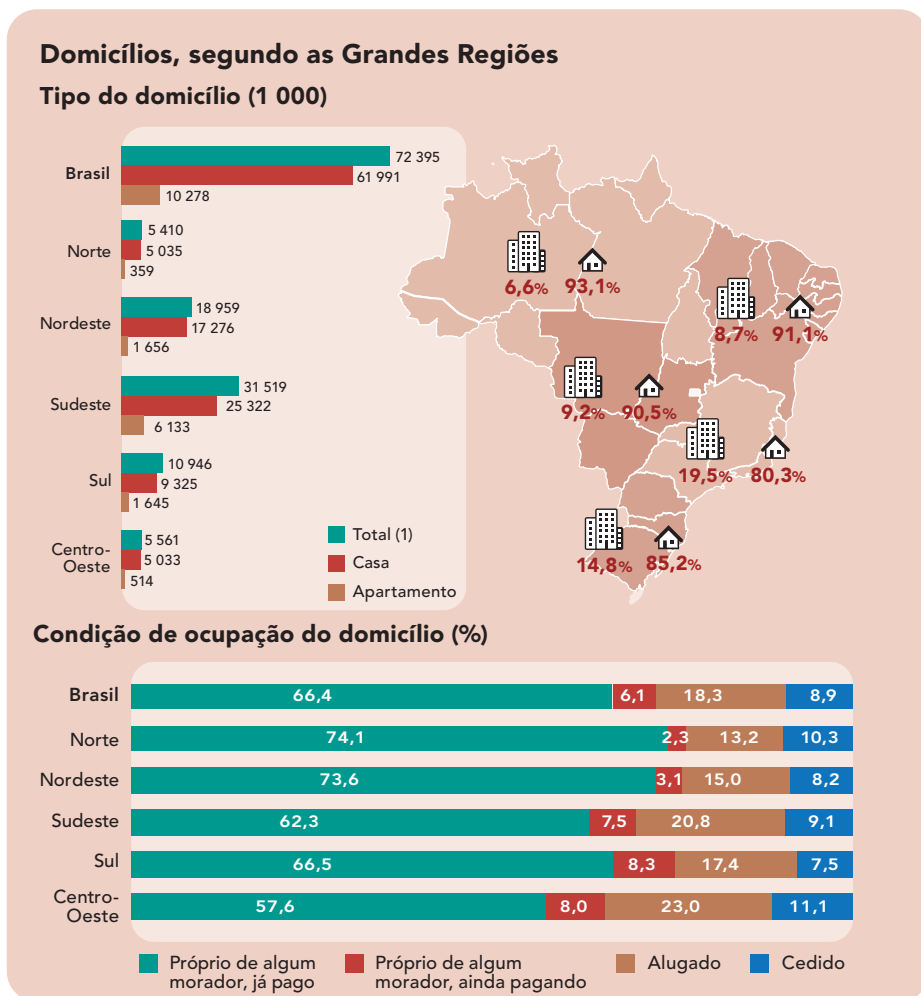 Domicílios, segundo as Grandes Regiões
Tipo do domicílio (1 000)
Brasil
72 395
61 991
10 278
Norte
5 410
5 035
359
Nordeste
18 959
17 276
1 656
Sudeste
31 519
25 322
6 133
Sul
10 946
9 325
1 645
Centro-
Oeste
5 561
5 033
514
Total (1)
Casa
Apartamento
6,6% 93,1%
8,7% 91,1%
9,2% 90,5%
19,5% 80,3%
14,8% 85,2%
Condição de ocupação do domicílio (%)
Brasil 66,4 6,1 18,3 8,9
Norte 74,1 2,3 13,2 10,3
Nordeste 73,6 3,1 15,0 8,2
Sudeste 62,3 7,5 20,8 9,1
Sul 66,5 8,3 17,4 7,5
Centro-
Oeste 57,6 8,0 23,0 11,1
Próprio de algum
morador, já pago
Próprio de algum
morador, ainda pagando
Alugado
Cedido